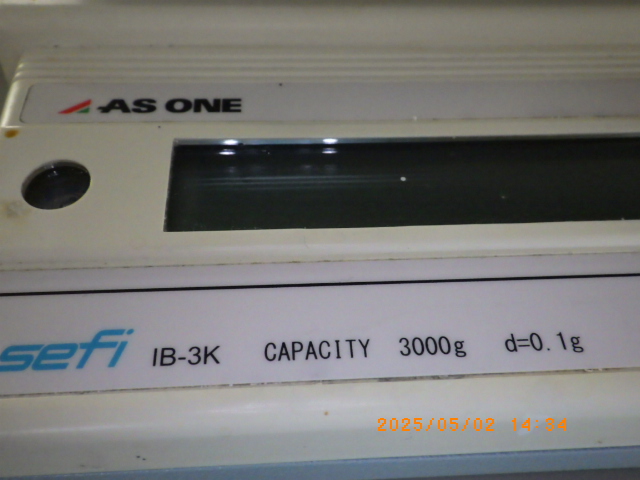 AS ONE
sefi IB-3K CAPACITY 3000g d=0.1g
2025/05/02 14:34